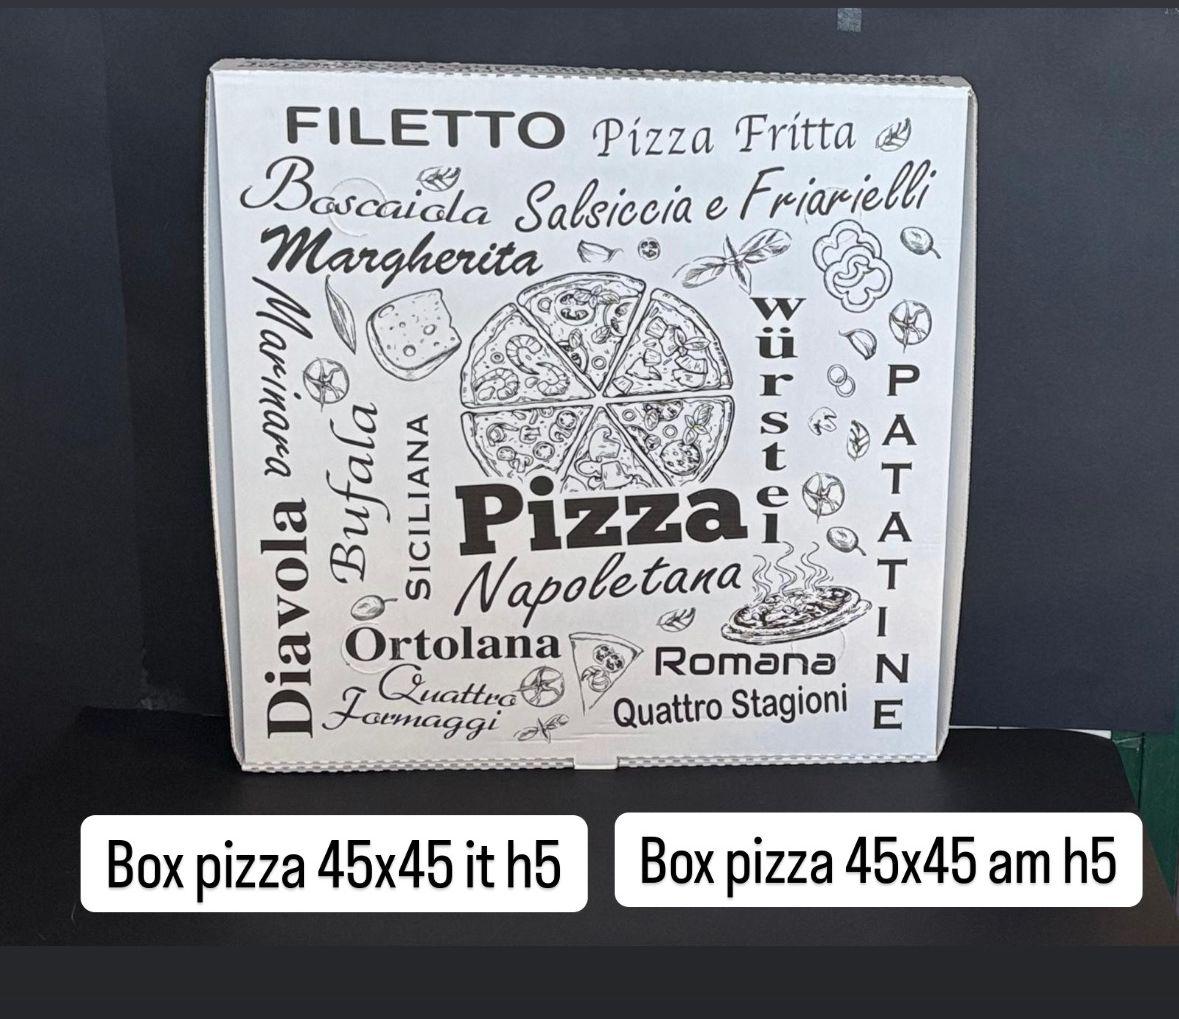 FILETTO
Pizza Fritta
Boscaiola
Salsiccia e Friarielli
Margherita
Marinara
würstel
PATATINE
Bufala
SICILIANA
Diavola
Pizza
Napoletana
Ortolana
Quattro
Formaggi
Romana
Quattro Stagioni
Box pizza 45x45 it h5
Box pizza 45x45 am h5